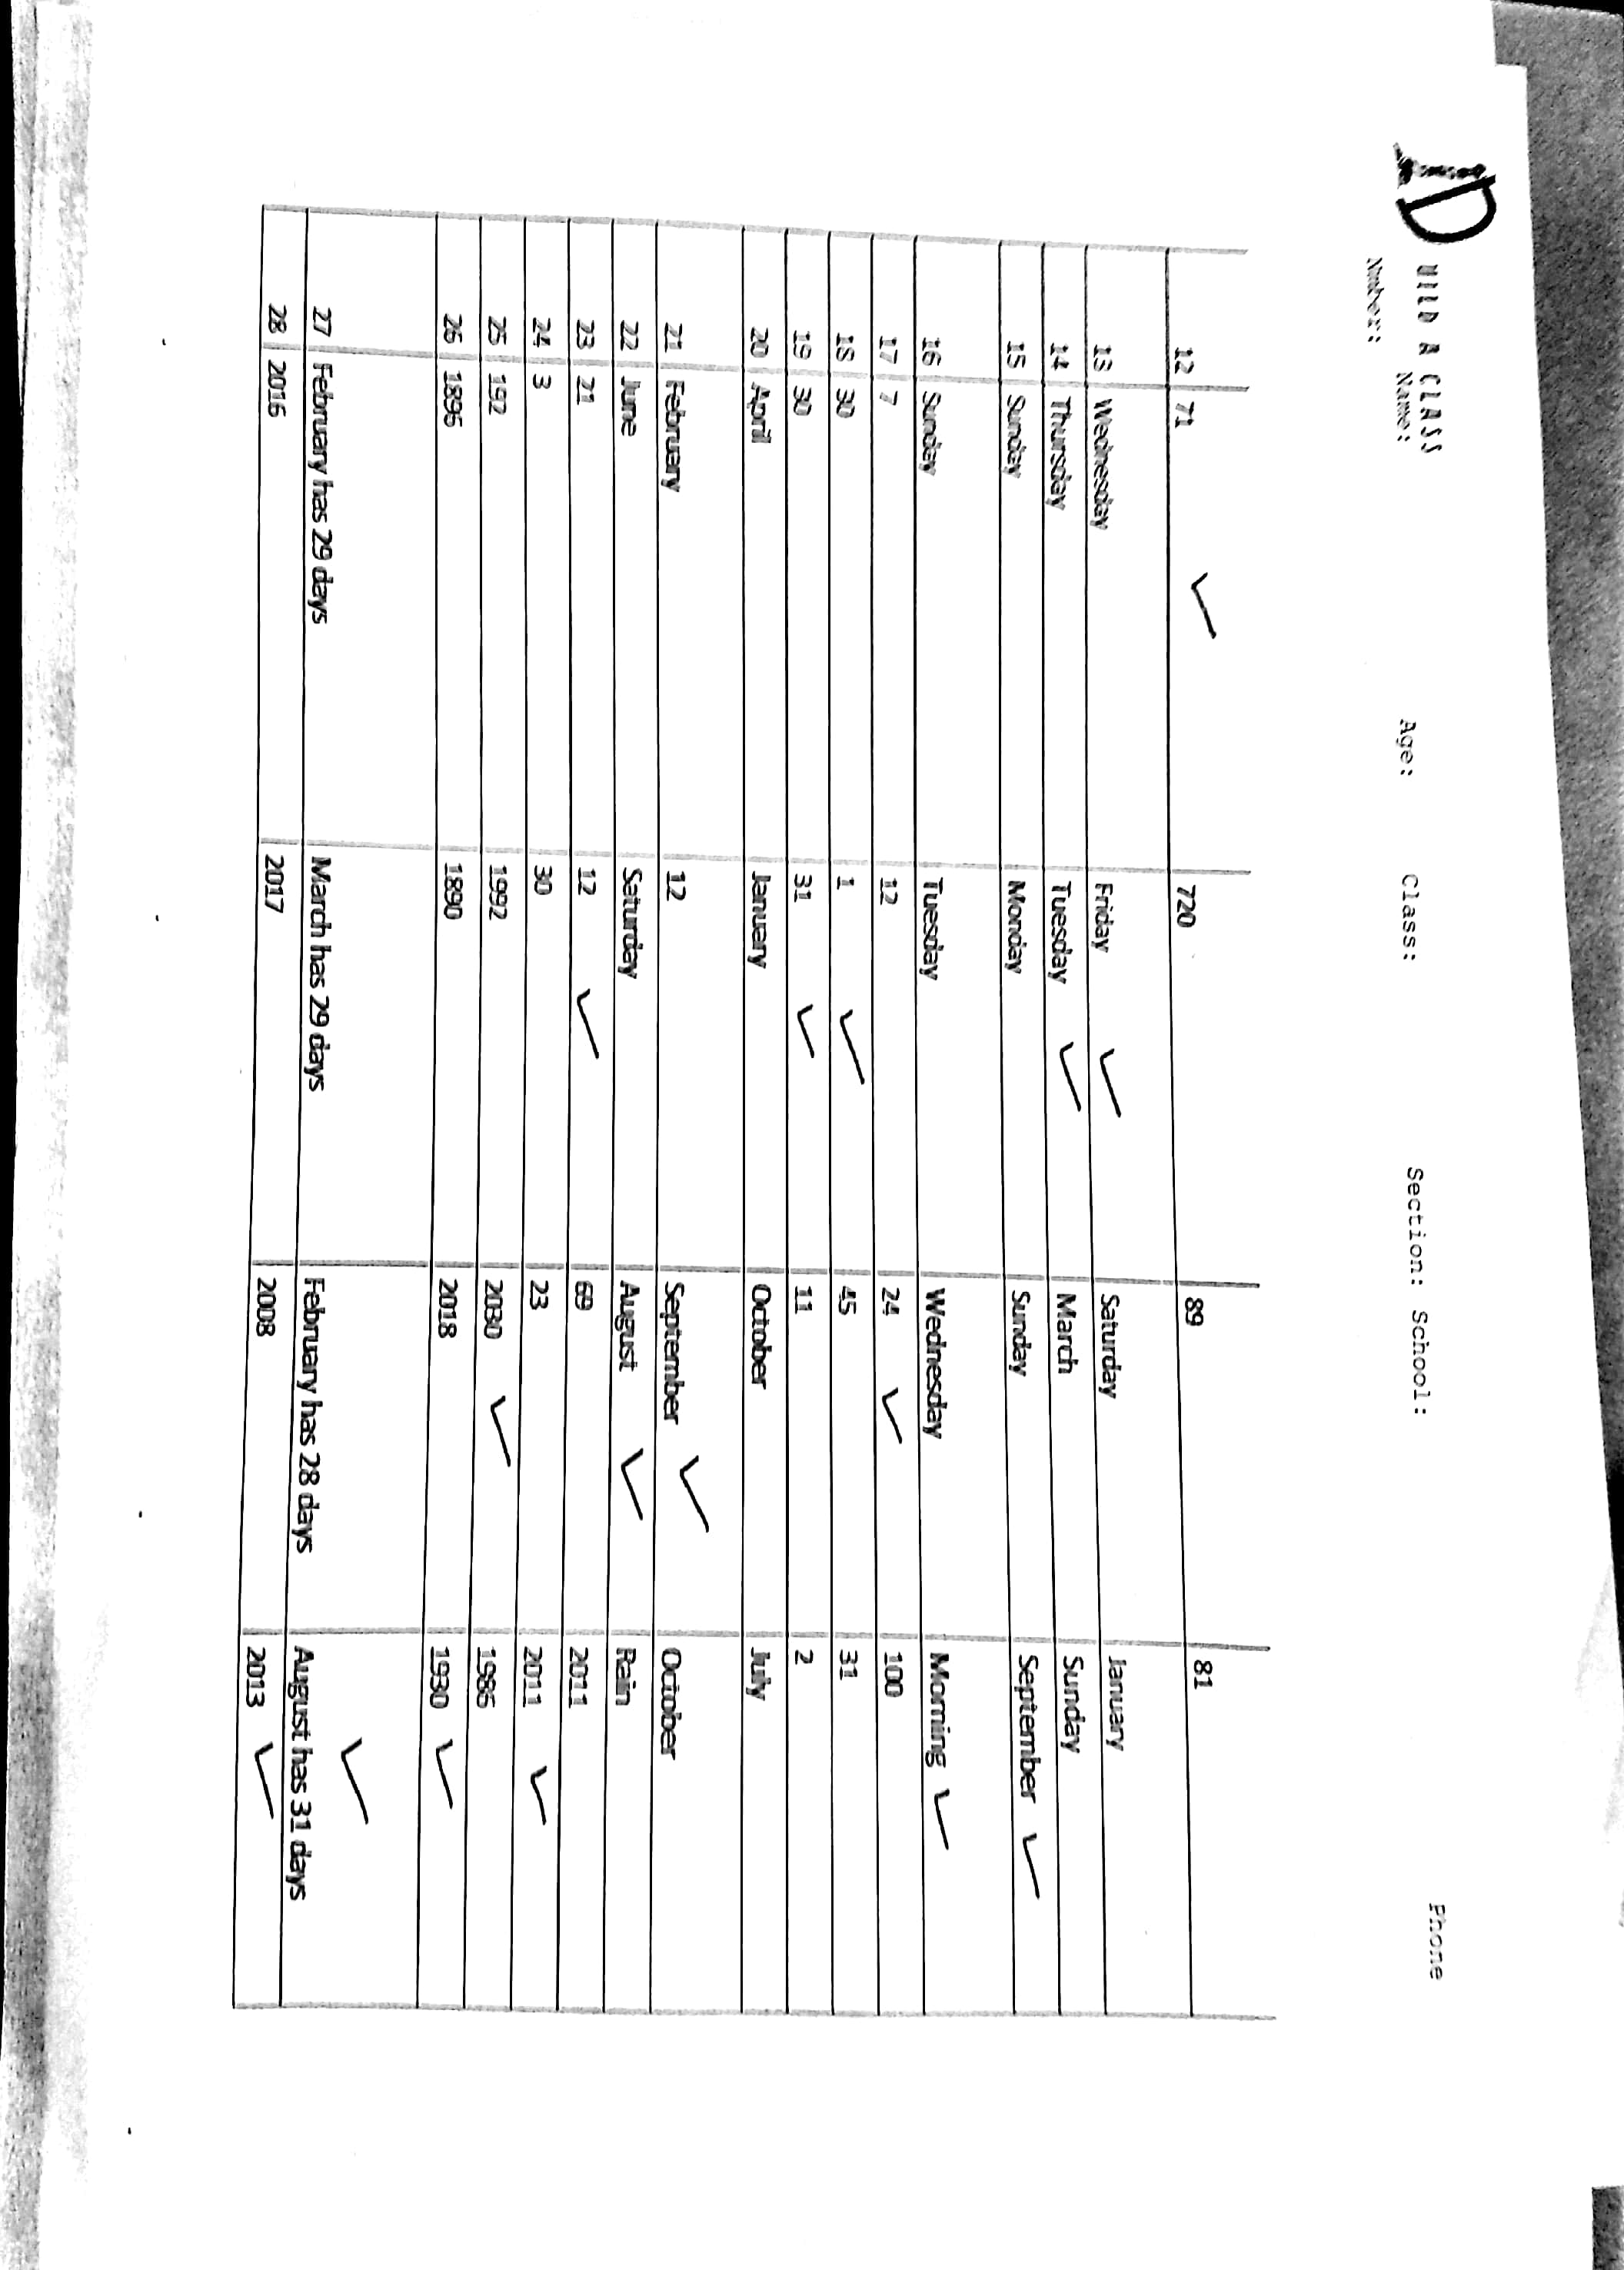 UILD A CLASS
Name: Age: Class: Section: School: Phone
Number:
12 71 ✓ 720 89 81
13 Wednesday Friday ✓ Saturday January
14 Thursday Tuesday ✓ March Sunday
15 Sunday Monday Sunday September ✓
16 Sunday Tuesday Wednesday Morning ✓
17 7 12 24 ✓ 100
18 30 1 ✓ 45 31
19 30 31 ✓ 11 2
20 April January October July
21 February 12 September ✓ October
22 June Saturday August ✓ Rain
23 21 12 ✓ 69 2011
24 3 30 23 2011 ✓
25 192 1992 2030 ✓ 1986
26 1896 1890 2018 1930 ✓
27 February has 29 days March has 29 days February has 28 days August has 31 days ✓
28 2016 2017 2008 2013 ✓